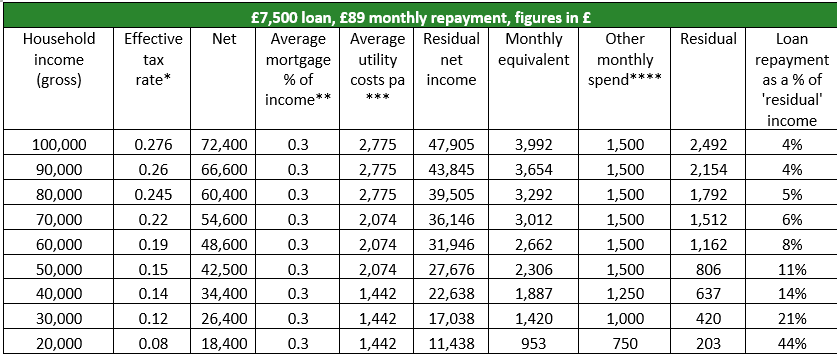 £7,500 loan, £89 monthly repayment, figures in £
Household income (gross) Effective tax rate* Net Average mortgage % of income** Average utility costs pa *** Residual net income Monthly equivalent Other monthly spend**** Residual Loan repayment as a % of 'residual' income
100,000 0.276 72,400 0.3 2,775 47,905 3,992 1,500 2,492 4%
90,000 0.26 66,600 0.3 2,775 43,845 3,654 1,500 2,154 4%
80,000 0.245 60,400 0.3 2,775 39,505 3,292 1,500 1,792 5%
70,000 0.22 54,600 0.3 2,074 36,146 3,012 1,500 1,512 6%
60,000 0.19 48,600 0.3 2,074 31,946 2,662 1,500 1,162 8%
50,000 0.15 42,500 0.3 2,074 27,676 2,306 1,500 806 11%
40,000 0.14 34,400 0.3 1,442 22,638 1,887 1,250 637 14%
30,000 0.12 26,400 0.3 1,442 17,038 1,420 1,000 420 21%
20,000 0.08 18,400 0.3 1,442 11,438 953 750 203 44%